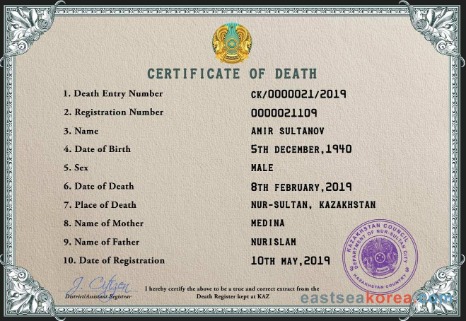 CERTIFICATE OF DEATH
1. Death Entry Number CK/0000021/2019
2. Registration Number 0000021109
3. Name AMIR SULTANOV
4. Date of Birth 5TH DECEMBER,1940
5. Sex MALE
6. Date of Death 8TH FEBRUARY,2019
7. Place of Death NUR-SULTAN, KAZAKHSTAN
8. Name of Mother MEDINA
9. Name of Father NURISLAM
10. Date of Registration 10TH MAY,2019
KAZAKHSTAN COUNCIL
DEPARTMENT OF NUR-SULTAN CITY
KAZAKHSTAN COUNTRY
J. Citizen
District/Assistant Registrar
I hereby certify the above to be a true and correct extract from the
Death Register kept at KAZ
eastseakorea